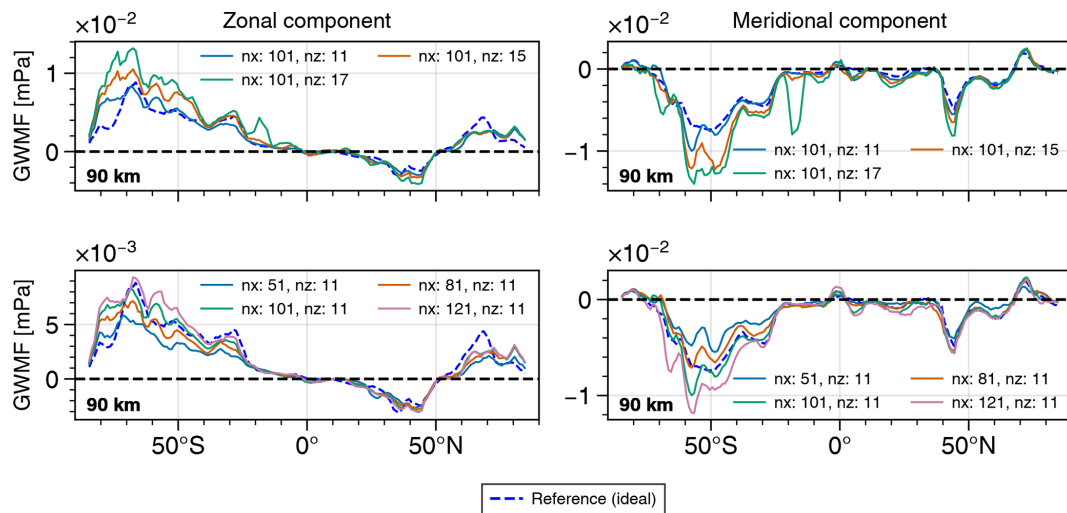 Zonal component
Meridional component
×10⁻²
GWMF [mPa]
1
0
nx: 101, nz: 11
nx: 101, nz: 15
nx: 101, nz: 17
90 km
×10⁻²
0
−1
nx: 101, nz: 11
nx: 101, nz: 15
nx: 101, nz: 17
90 km
×10⁻³
GWMF [mPa]
5
0
nx: 51, nz: 11
nx: 81, nz: 11
nx: 101, nz: 11
nx: 121, nz: 11
90 km
50°S
0°
50°N
×10⁻²
0
−1
nx: 51, nz: 11
nx: 81, nz: 11
nx: 101, nz: 11
nx: 121, nz: 11
90 km
50°S
0°
50°N
Reference (ideal)